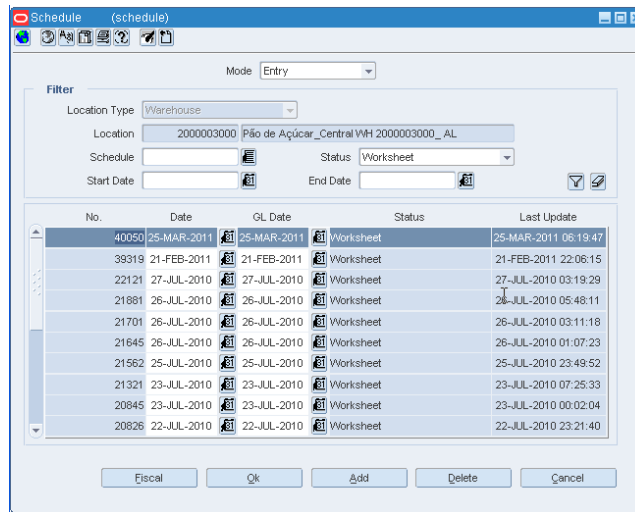 Schedule (schedule)
Mode Entry
Filter
Location Type Warehouse
Location 2000003000 Pão de Açúcar_Central WH 2000003000_ AL
Schedule Status Worksheet
Start Date End Date
No. Date GL Date Status Last Update
40050 25-MAR-2011 25-MAR-2011 Worksheet 25-MAR-2011 06:19:47
39319 21-FEB-2011 21-FEB-2011 Worksheet 21-FEB-2011 22:06:15
22121 27-JUL-2010 27-JUL-2010 Worksheet 27-JUL-2010 03:19:29
21881 26-JUL-2010 26-JUL-2010 Worksheet 26-JUL-2010 05:48:11
21701 26-JUL-2010 26-JUL-2010 Worksheet 26-JUL-2010 03:11:18
21645 26-JUL-2010 26-JUL-2010 Worksheet 26-JUL-2010 01:07:23
21562 25-JUL-2010 25-JUL-2010 Worksheet 25-JUL-2010 23:49:52
21321 23-JUL-2010 23-JUL-2010 Worksheet 23-JUL-2010 07:25:33
20845 23-JUL-2010 23-JUL-2010 Worksheet 23-JUL-2010 00:02:04
20826 22-JUL-2010 22-JUL-2010 Worksheet 22-JUL-2010 23:21:40
Fiscal Ok Add Delete Cancel